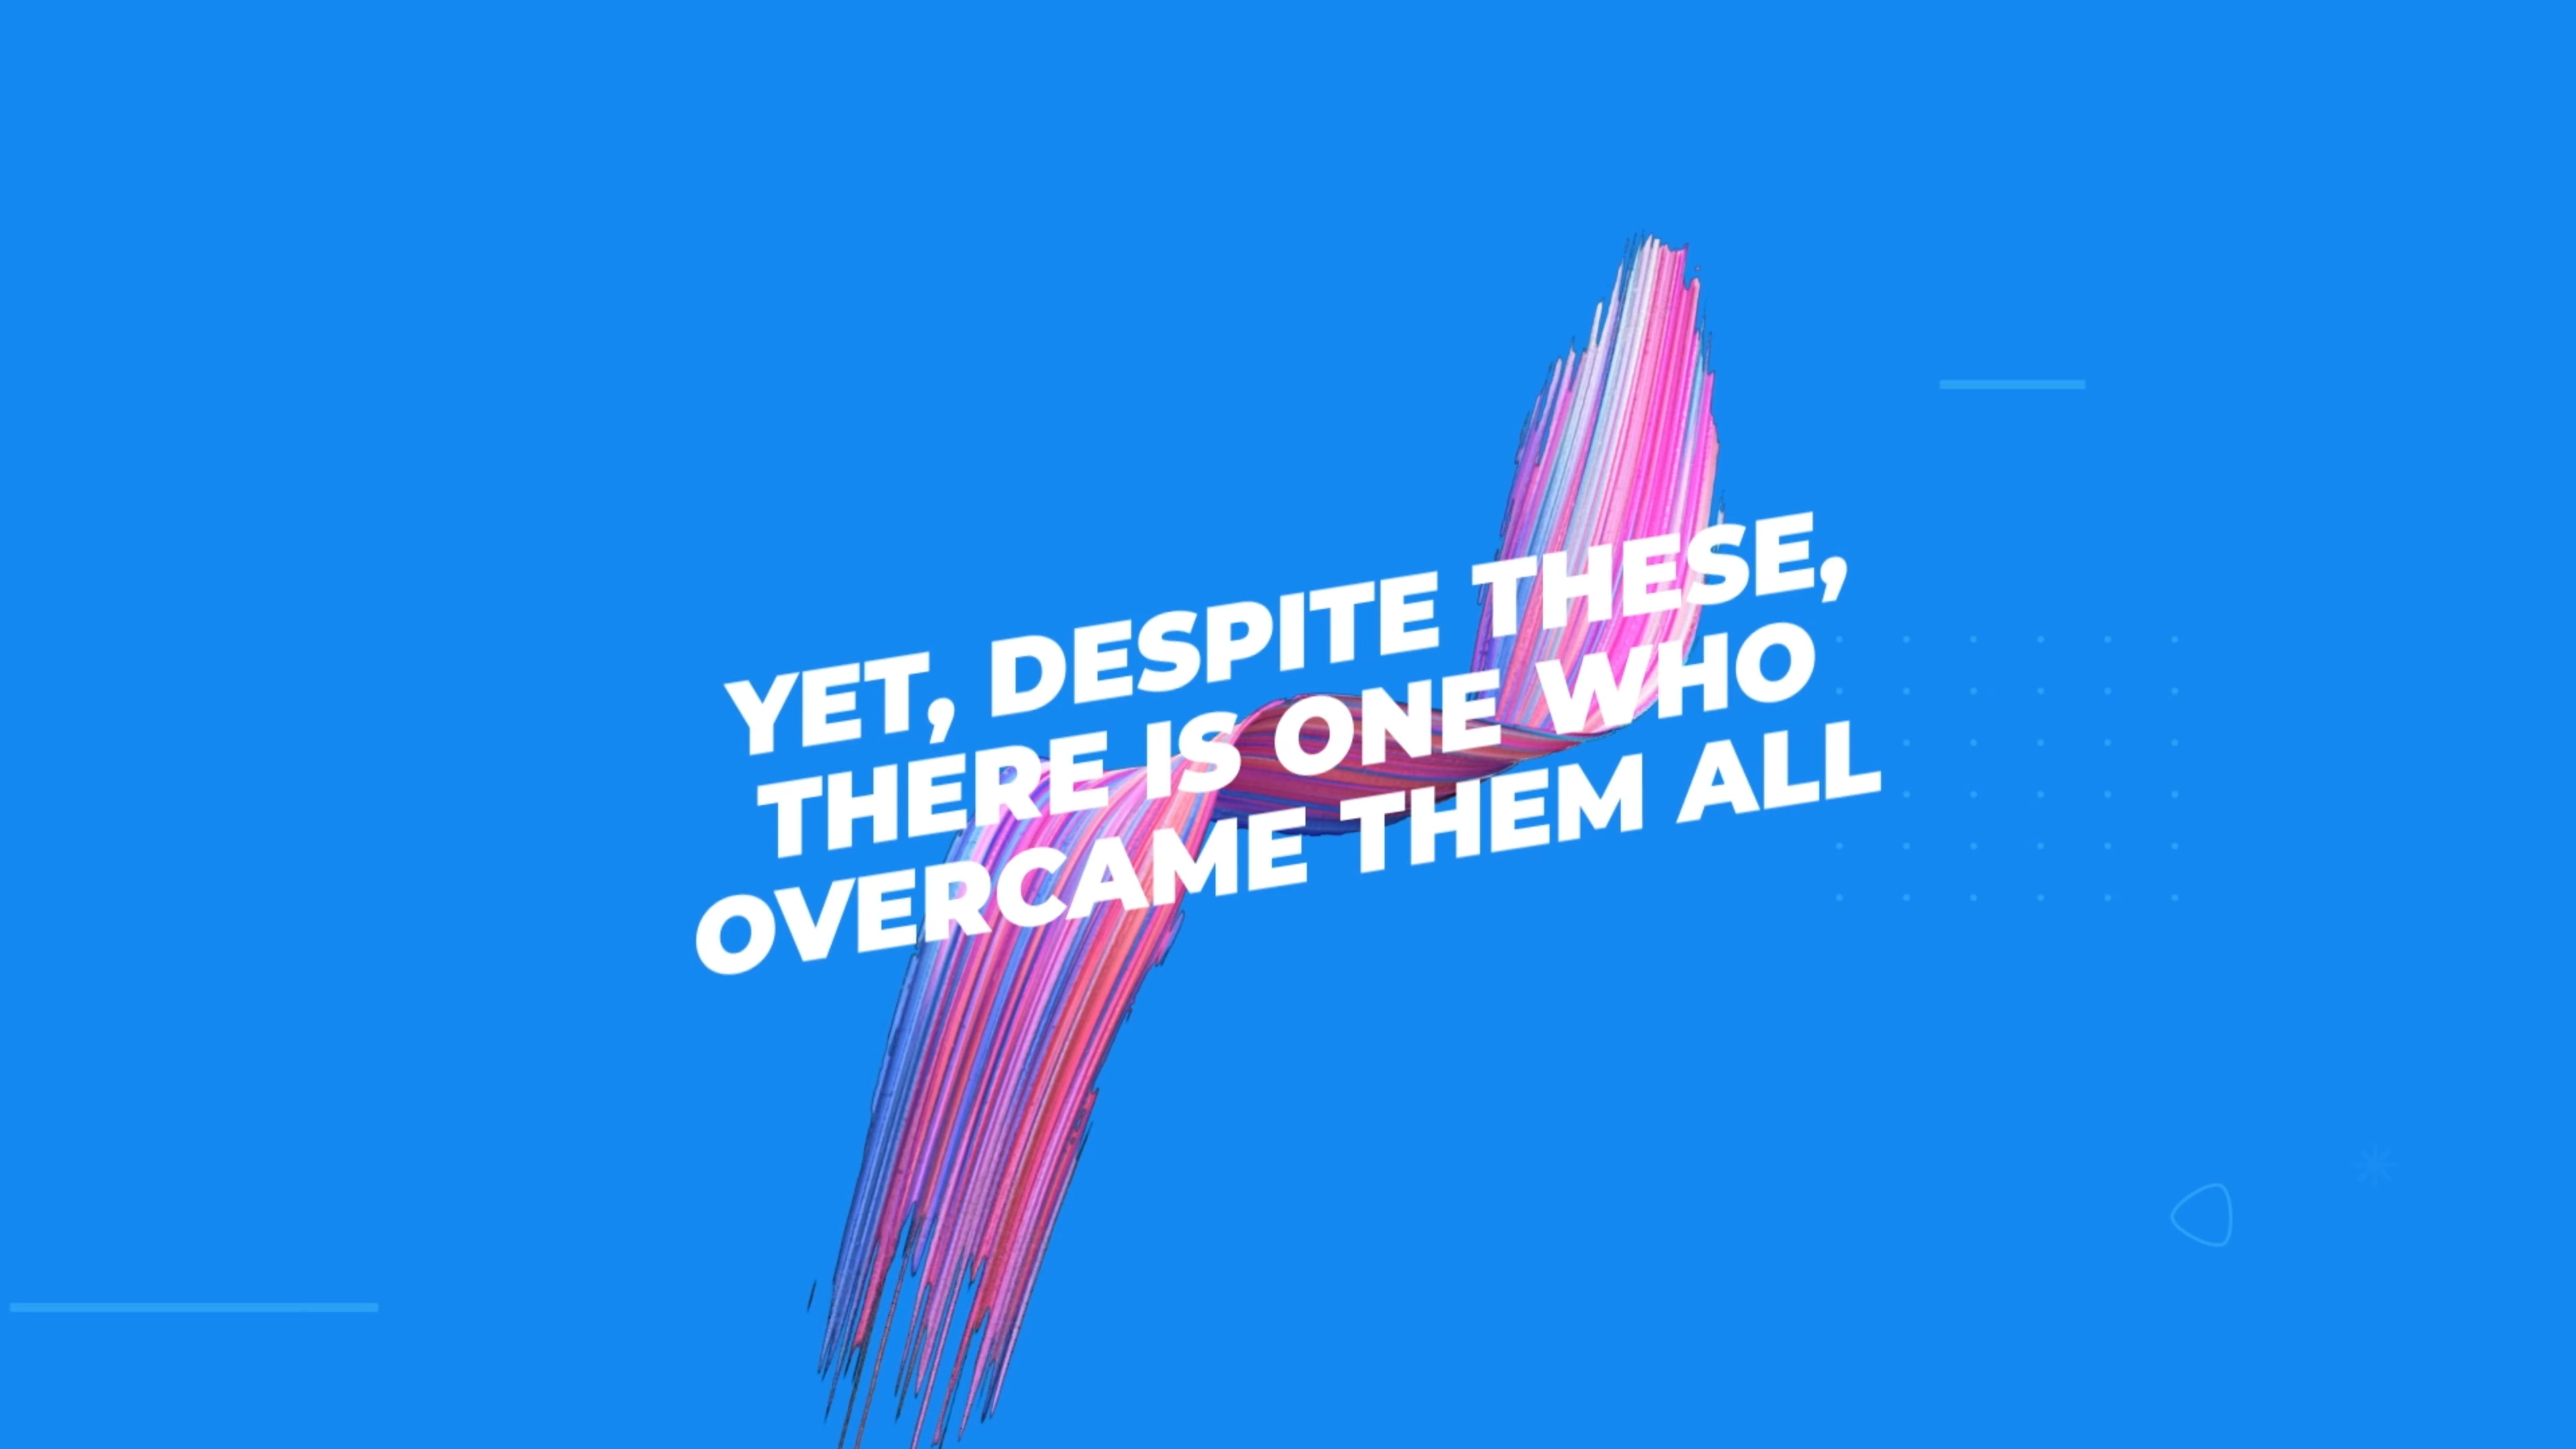 YET, DESPITE THESE,
THERE IS ONE WHO
OVERCAME THEM ALL